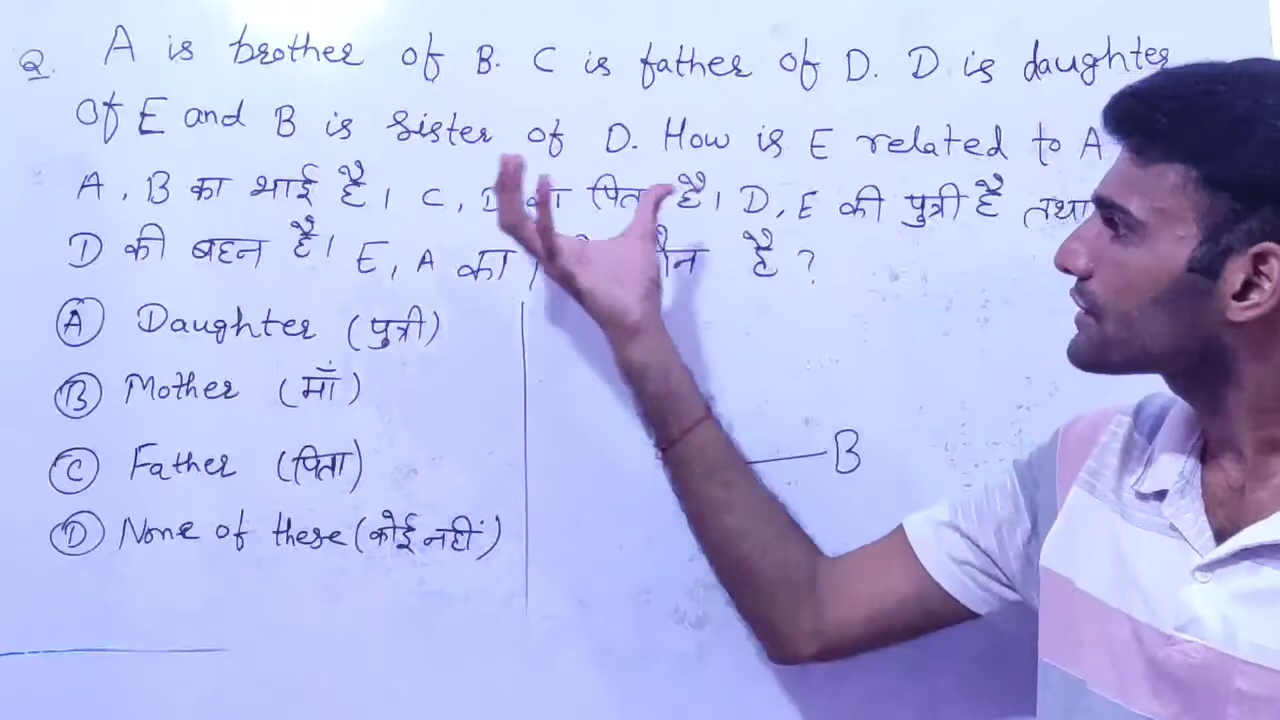 Q. A is brother of B. C is father of D. D is daughter
of E and B is sister of D. How is E related to A
A, B का भाई है। C, पिता है। D, E की पुत्री है तथा
D की बहन है। E, A का है ?
(A) Daughter (पुत्री)
(B) Mother (माँ)
(C) Father (पिता)
(D) None of these (कोई नहीं)
B